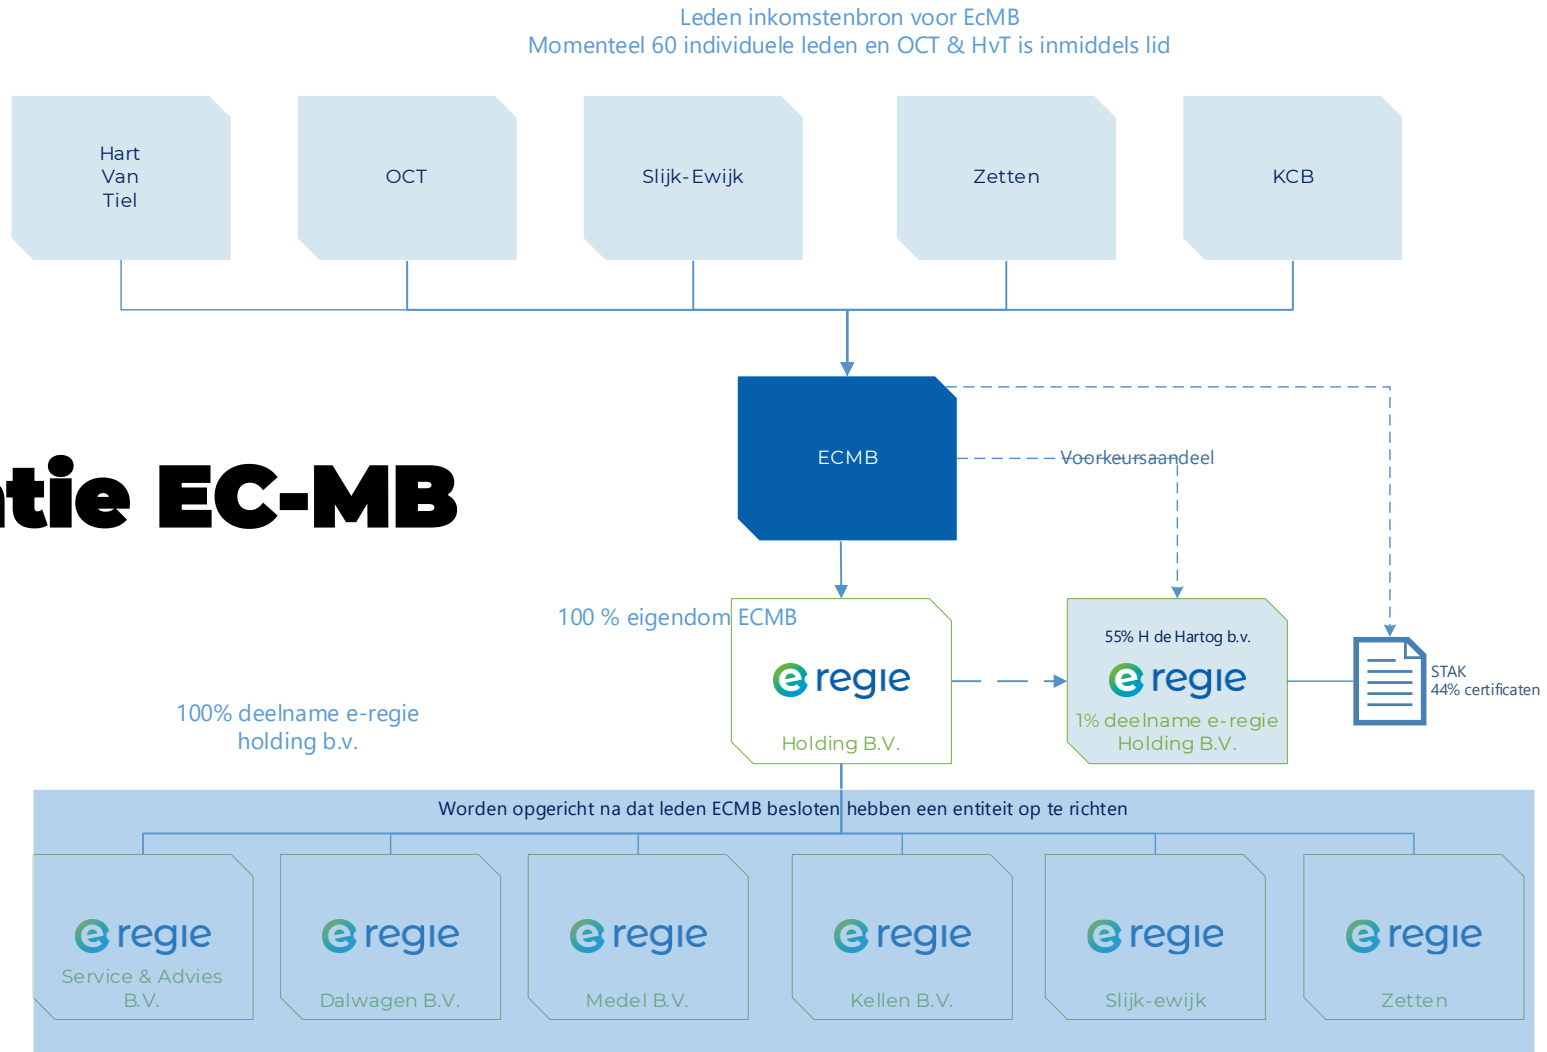 Leden inkomstenbron voor EcMB
Momenteel 60 individuele leden en OCT & HvT is inmiddels lid
Hart
Van
Tiel
OCT
Slijk-Ewijk
Zetten
KCB
ECMB
Voorkeursaandeel
tie EC-MB
100 % eigendom ECMB
e regie
Holding B.V.
55% H de Hartog b.v.
e regie
1% deelname e-regie
Holding B.V.
STAK
44% certificaten
100% deelname e-regie
holding b.v.
Worden opgericht na dat leden ECMB besloten hebben een entiteit op te richten
e regie
Service & Advies
B.V.
e regie
Dalwagen B.V.
e regie
Medel B.V.
e regie
Kellen B.V.
e regie
Slijk-ewijk
e regie
Zetten